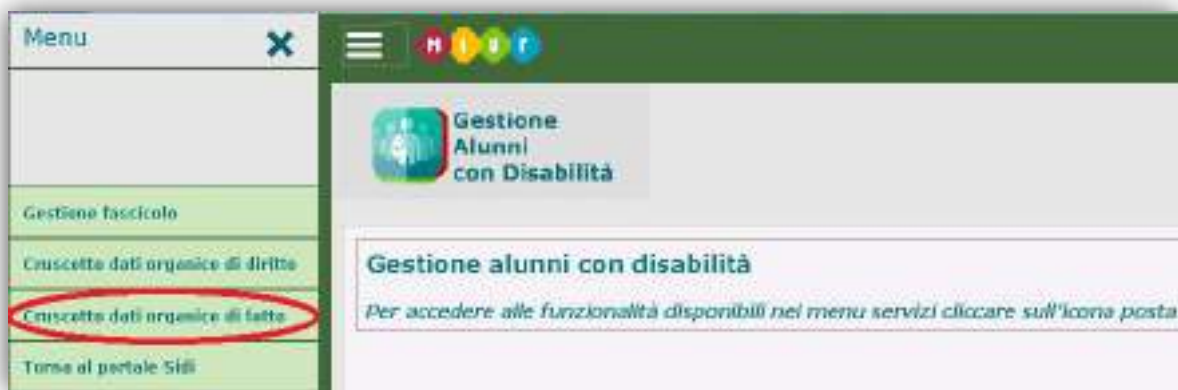 Menu
Miur
Gestione
Alunni
con Disabilità
Gestione fascicolo
Cruscotto dati organico di diritto
Cruscotto dati organico di fatto
Torna al portale Sidi
Gestione alunni con disabilità
Per accedere alle funzionalità disponibili nel menu servizi cliccare sull'icona posta